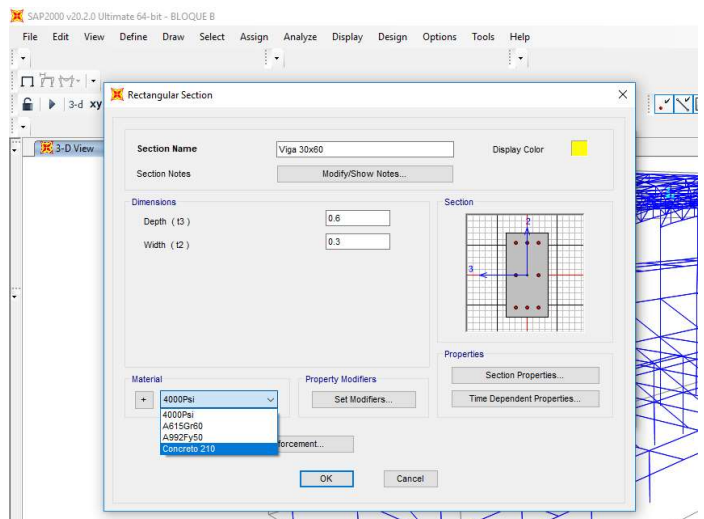 SAP2000 v20.2.0 Ultimate 64-bit - BLOQUE B
File Edit View Define Draw Select Assign Analyze Display Design Options Tools Help
3-d xy
3-D View
Rectangular Section
Section Name Viga 30x60 Display Color
Section Notes Modify/Show Notes...
Dimensions
Depth ( t3 ) 0.6
Width ( t2 ) 0.3
Section
2
3
Properties
Section Properties...
Time Dependent Properties...
Material
+ 4000Psi
4000Psi
A615Gr60
A992Fy50
Concreto 210
Property Modifiers
Set Modifiers...
forcement...
OK Cancel